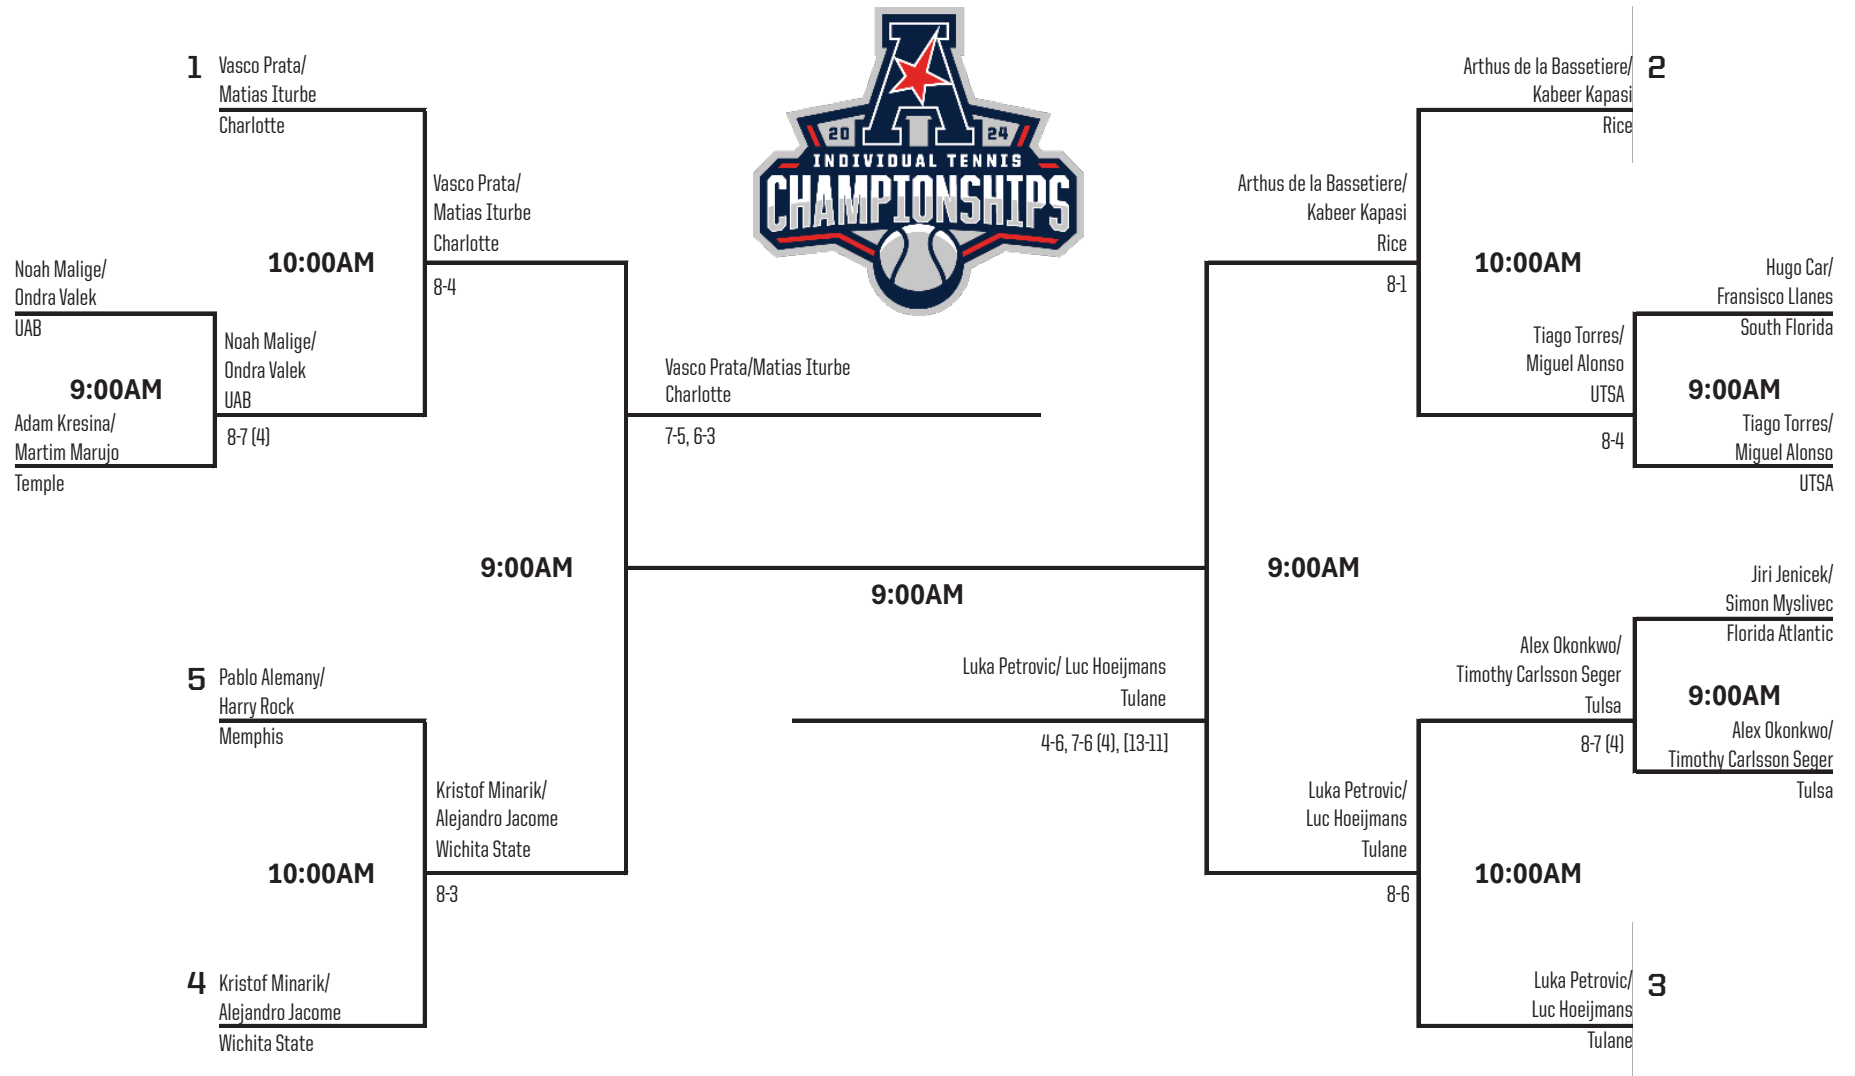 1
Vasco Prata/
Matias Iturbe
Charlotte
Noah Malige/
Ondra Valek
UAB
9:00AM
Adam Kresina/
Martim Marujo
Temple
10:00AM
Noah Malige/
Ondra Valek
UAB
8-7 (4)
Vasco Prata/
Matias Iturbe
Charlotte
8-4
5
Pablo Alemany/
Harry Rock
Memphis
10:00AM
4
Kristof Minarik/
Alejandro Jacome
Wichita State
Kristof Minarik/
Alejandro Jacome
Wichita State
8-3
9:00AM
Vasco Prata/Matias Iturbe
Charlotte
7-5, 6-3
A
20 24
INDIVIDUAL TENNIS
CHAMPIONSHIPS
9:00AM
Luka Petrovic/ Luc Hoeijmans
Tulane
4-6, 7-6 (4), [13-11]
9:00AM
Arthus de la Bassetiere/
Kabeer Kapasi
Rice
8-1
Luka Petrovic/
Luc Hoeijmans
Tulane
8-6
Arthus de la Bassetiere/
Kabeer Kapasi
Rice
2
10:00AM
Tiago Torres/
Miguel Alonso
UTSA
8-4
Hugo Car/
Fransisco Llanes
South Florida
9:00AM
Tiago Torres/
Miguel Alonso
UTSA
Jiri Jenicek/
Simon Myslivec
Florida Atlantic
9:00AM
Alex Okonkwo/
Timothy Carlsson Seger
Tulsa
Alex Okonkwo/
Timothy Carlsson Seger
Tulsa
8-7 (4)
10:00AM
Luka Petrovic/
Luc Hoeijmans
Tulane
3